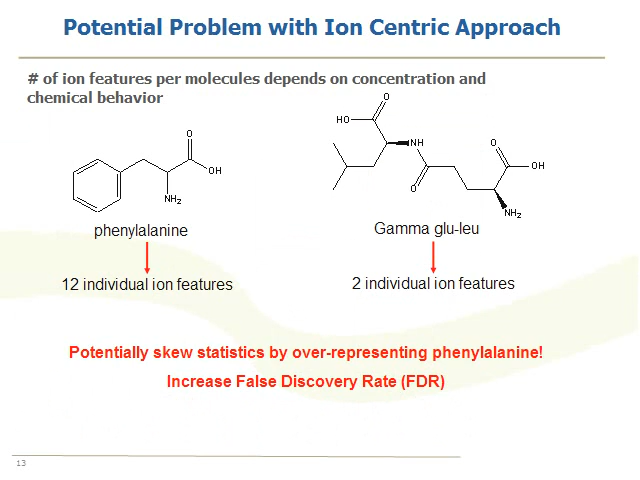 Potential Problem with Ion Centric Approach
# of ion features per molecules depends on concentration and
chemical behavior
O
OH
NH₂
O
HO
NH
O
O
OH
NH₂
phenylalanine
Gamma glu-leu
12 individual ion features
2 individual ion features
Potentially skew statistics by over-representing phenylalanine!
Increase False Discovery Rate (FDR)
13